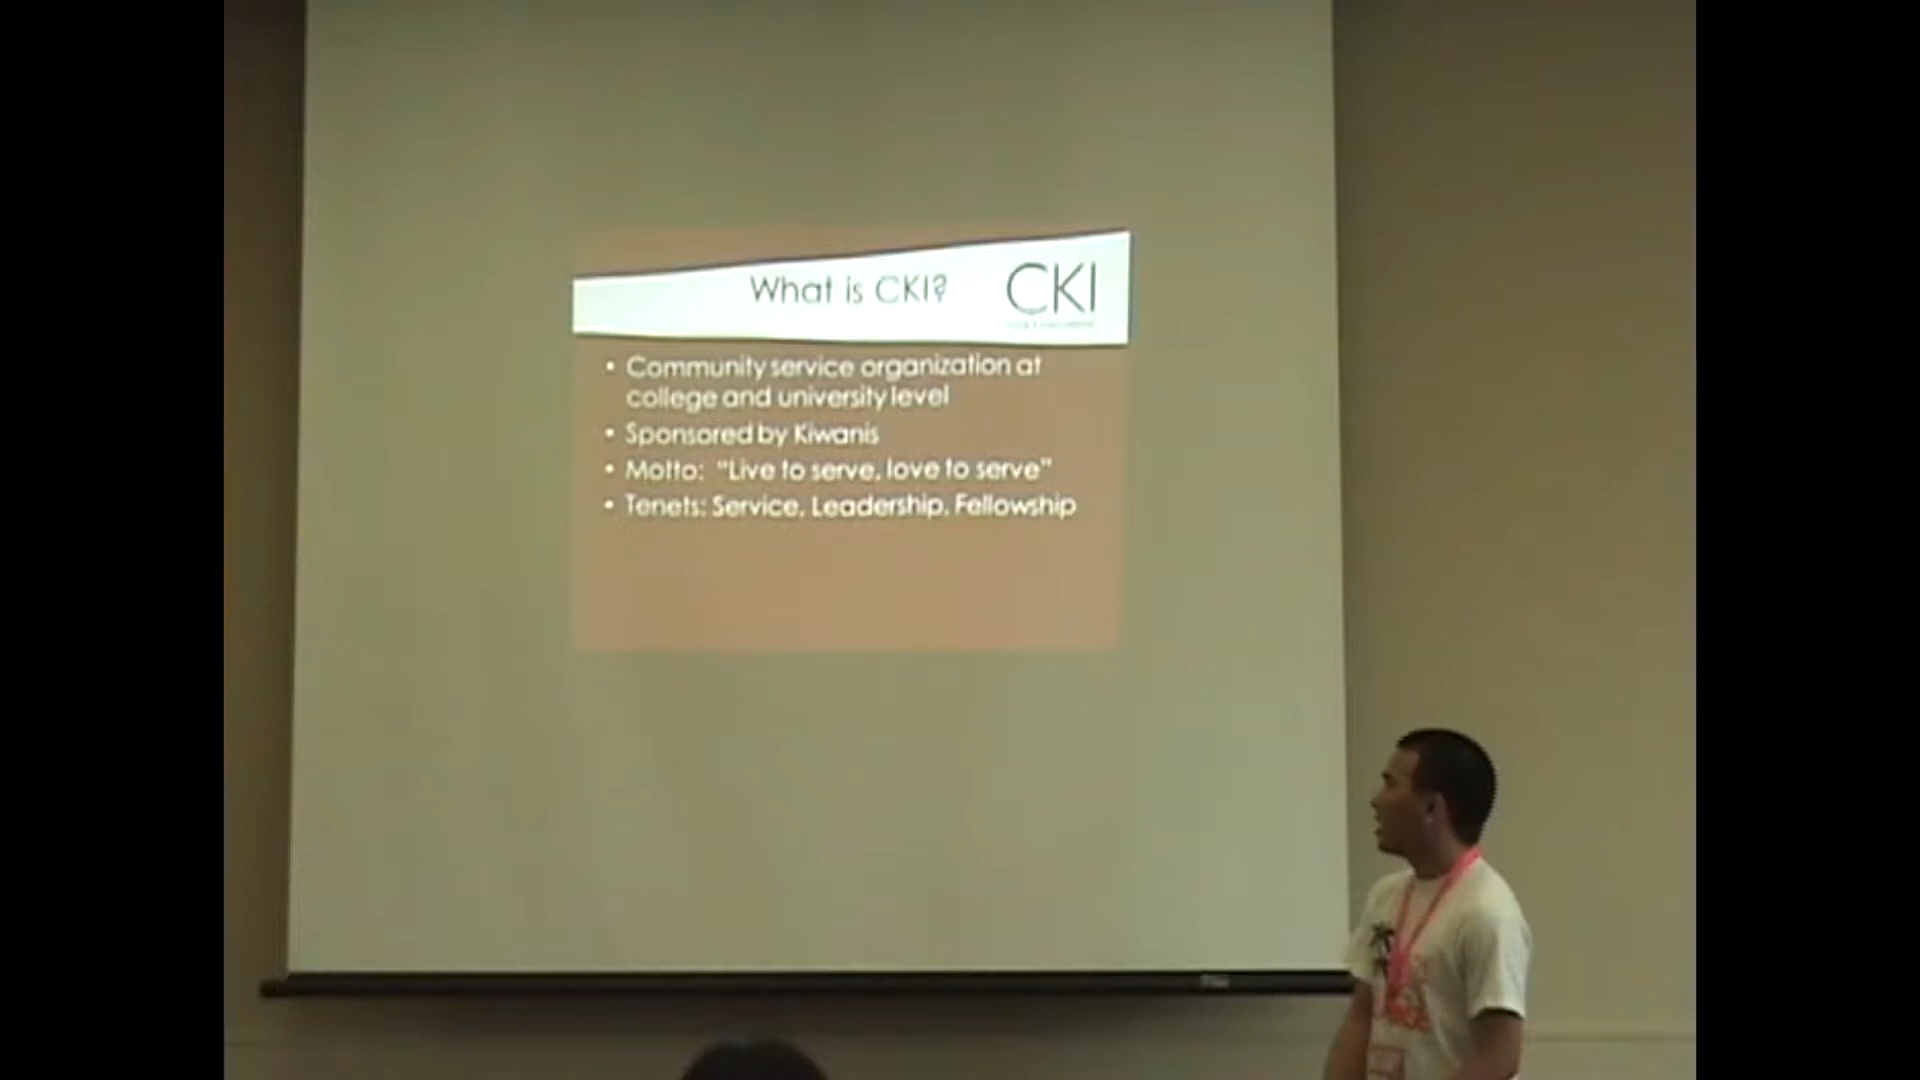 What is CKI?
CKI
• Community service organization at
college and university level
• Sponsored by Kiwanis
• Motto: "Live to serve, love to serve"
• Tenets: Service, Leadership, Fellowship